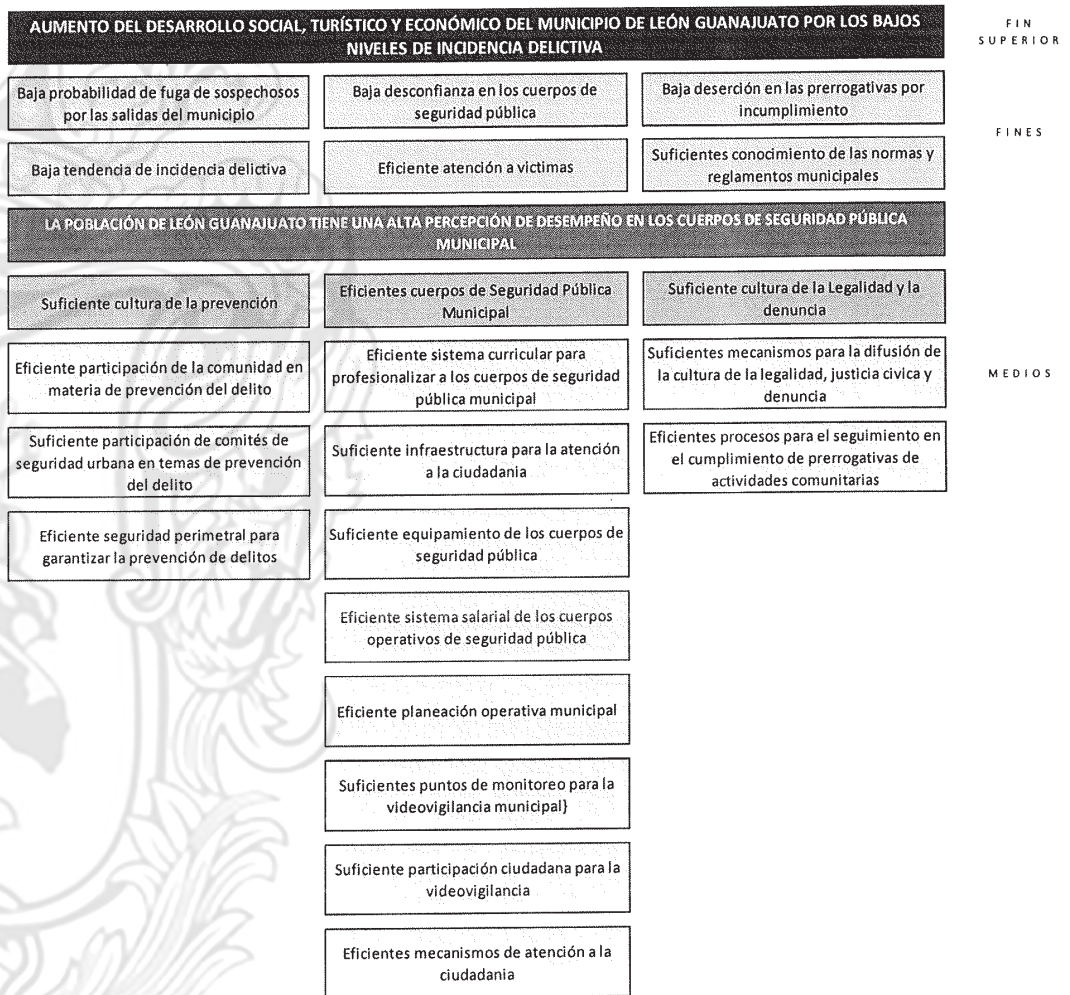 AUMENTO DEL DESARROLLO SOCIAL, TURÍSTICO Y ECONÓMICO DEL MUNICIPIO DE LEÓN GUANAJUATO POR LOS BAJOS
NIVELES DE INCIDENCIA DELICTIVA
FIN
SUPERIOR
Baja probabilidad de fuga de sospechosos
por las salidas del municipio
Baja desconfianza en los cuerpos de
seguridad pública
Baja deserción en las prerrogativas por
incumplimiento
FINES
Baja tendencia de incidencia delictiva
Eficiente atención a victimas
Suficientes conocimiento de las normas y
reglamentos municipales
LA POBLACIÓN DE LEÓN GUANAJUATO TIENE UNA ALTA PERCEPCIÓN DE DESEMPEÑO EN LOS CUERPOS DE SEGURIDAD PÚBLICA
MUNICIPAL
Suficiente cultura de la prevención
Eficientes cuerpos de Seguridad Pública
Municipal
Suficiente cultura de la Legalidad y la
denuncia
Eficiente participación de la comunidad en
materia de prevención del delito
Eficiente sistema curricular para
profesionalizar a los cuerpos de seguridad
pública municipal
Suficientes mecanismos para la difusión de
la cultura de la legalidad, justicia civica y
denuncia
MEDIOS
Suficiente participación de comités de
seguridad urbana en temas de prevención
del delito
Suficiente infraestructura para la atención
a la ciudadania
Eficientes procesos para el seguimiento en
el cumplimiento de prerrogativas de
actividades comunitarias
Eficiente seguridad perimetral para
garantizar la prevención de delitos
Suficiente equipamiento de los cuerpos de
seguridad pública
Eficiente sistema salarial de los cuerpos
operativos de seguridad pública
Eficiente planeación operativa municipal
Suficientes puntos de monitoreo para la
videovigilancia municipal}
Suficiente participación ciudadana para la
videovigilancia
Eficientes mecanismos de atención a la
ciudadania